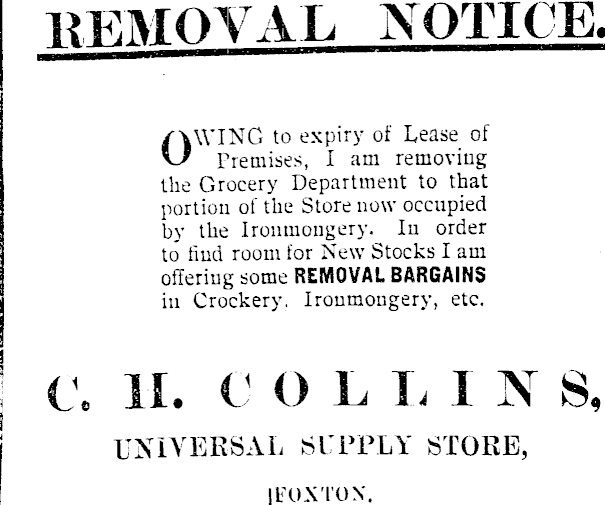 REMOVAL NOTICE.
OWING to expiry of Lease of
Premises, I am removing
the Grocery Department to that
portion of the Store now occupied
by the Ironmongery. In order
to find room for New Stocks I am
offering some REMOVAL BARGAINS
in Crockery, Ironmongery, etc.
C. H. COLLINS,
UNIVERSAL SUPPLY STORE,
FOXTON.